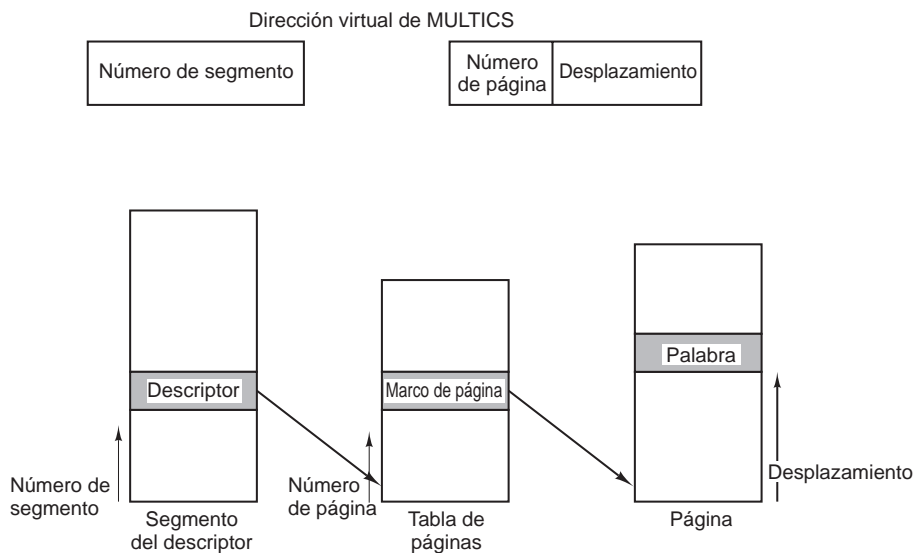 Dirección virtual de MULTICS
Número de segmento
Número
de página
Desplazamiento
Descriptor
Marco de página
Palabra
Número de
segmento
Número
de página
Desplazamiento
Segmento
del descriptor
Tabla de
páginas
Página